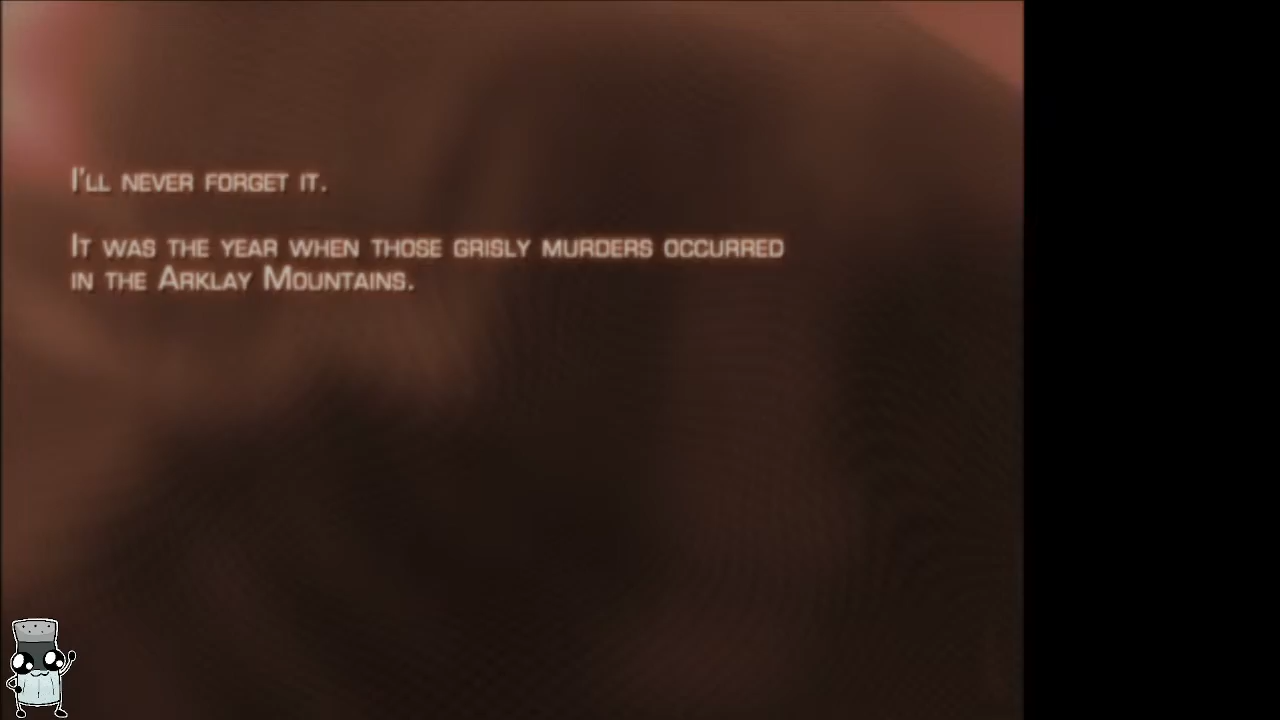 I'll never forget it.
It was the year when those grisly murders occurred
in the Arklay Mountains.